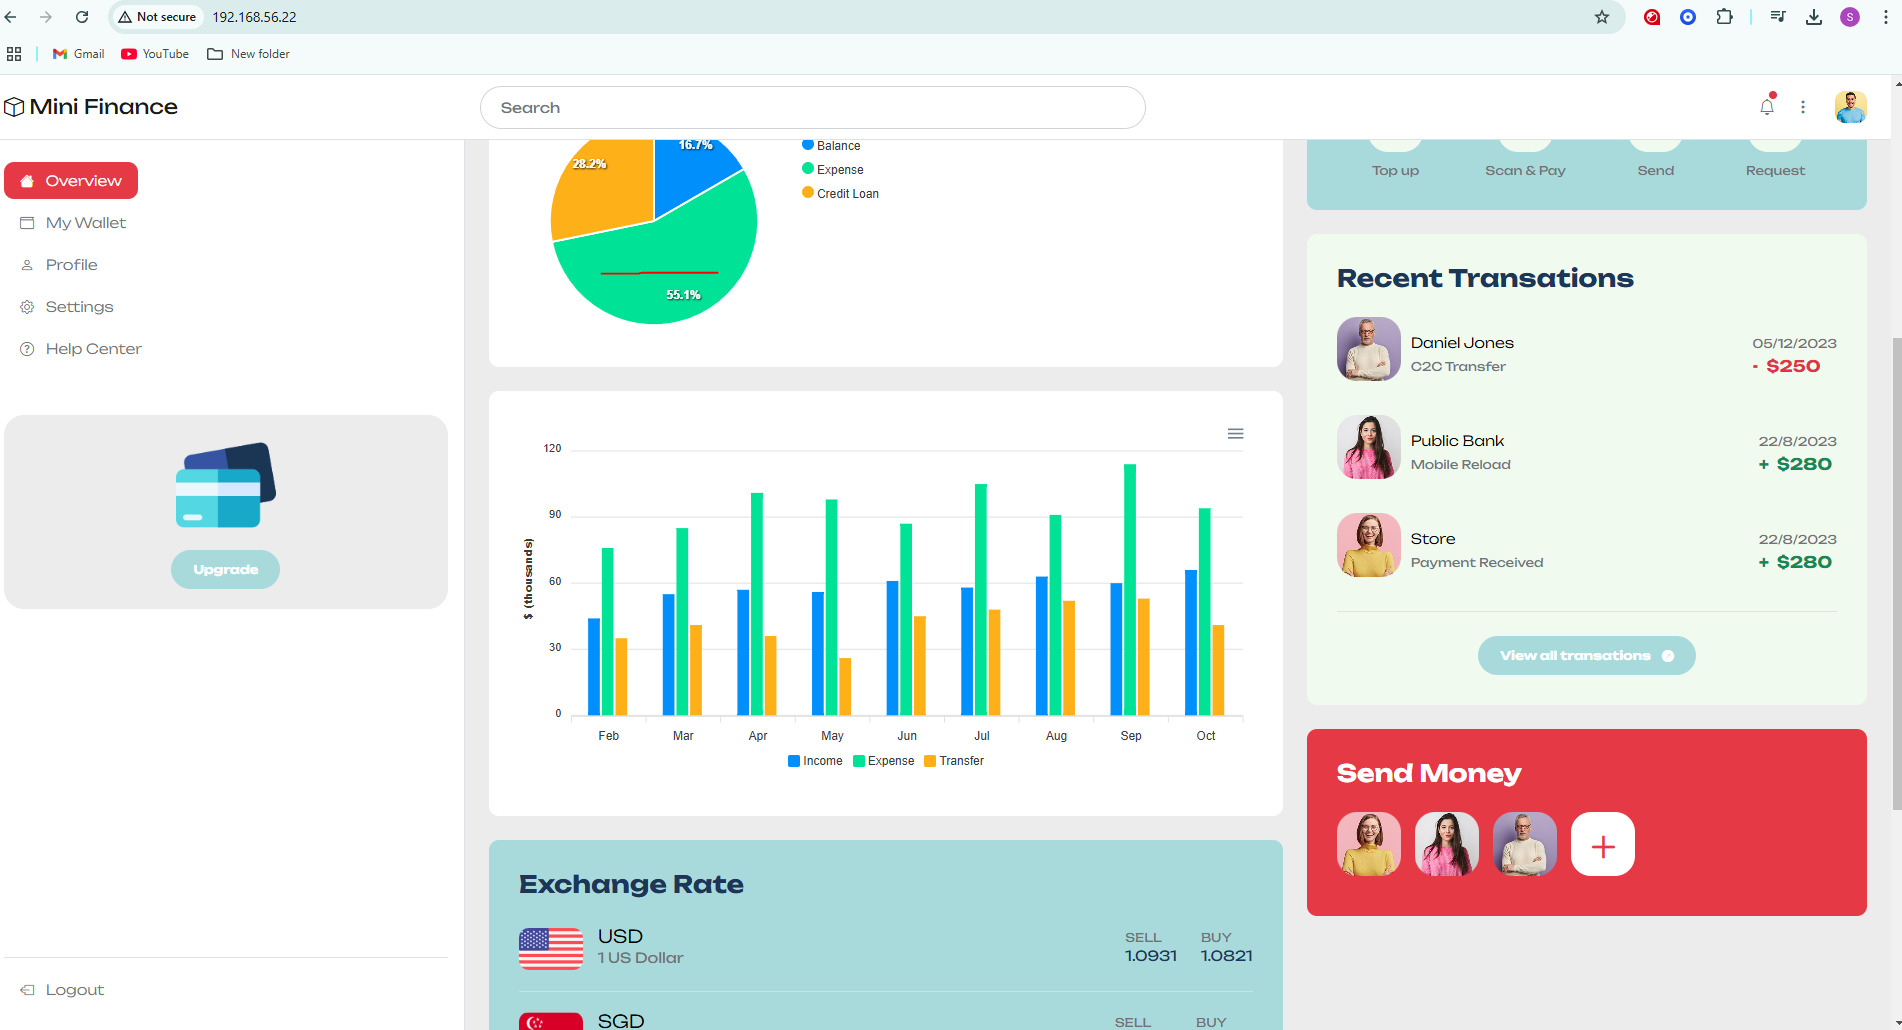 Not secure
192.168.56.22
S
Gmail
YouTube
New folder
Mini Finance
Search
Overview
My Wallet
Profile
Settings
Help Center
Upgrade
Logout
16.7%
28.2%
55.1%
Balance
Expense
Credit Loan
120
90
60
30
0
$ (thousands)
Feb Mar Apr May Jun Jul Aug Sep Oct
Income Expense Transfer
Exchange Rate
USD
1 US Dollar
SELL BUY
1.0931 1.0821
SGD
SELL BUY
Top up Scan & Pay Send Request
Recent Transations
Daniel Jones 05/12/2023
C2C Transfer - $250
Public Bank 22/8/2023
Mobile Reload + $280
Store 22/8/2023
Payment Received + $280
View all transations
Send Money